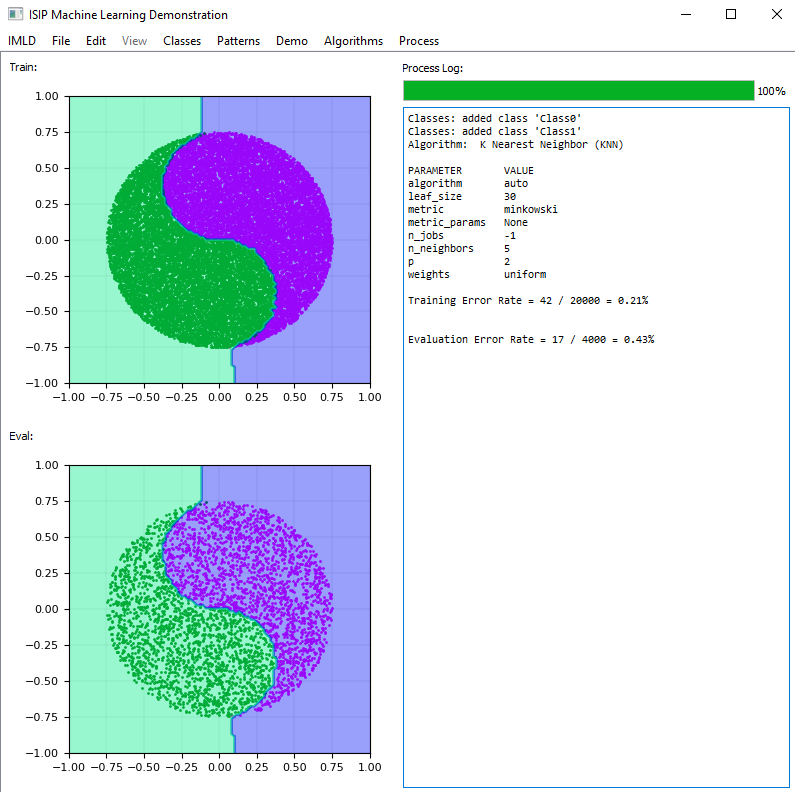 ISIP Machine Learning Demonstration
IMLD File Edit View Classes Patterns Demo Algorithms Process
Train:
1.00
0.75
0.50
0.25
0.00
−0.25
−0.50
−0.75
−1.00
−1.00 −0.75 −0.50 −0.25 0.00 0.25 0.50 0.75 1.00
Eval:
1.00
0.75
0.50
0.25
0.00
−0.25
−0.50
−0.75
−1.00
−1.00 −0.75 −0.50 −0.25 0.00 0.25 0.50 0.75 1.00
Process Log:
100%
Classes: added class 'Class0'
Classes: added class 'Class1'
Algorithm: K Nearest Neighbor (KNN)
PARAMETER VALUE
algorithm auto
leaf_size 30
metric minkowski
metric_params None
n_jobs -1
n_neighbors 5
p 2
weights uniform
Training Error Rate = 42 / 20000 = 0.21%
Evaluation Error Rate = 17 / 4000 = 0.43%